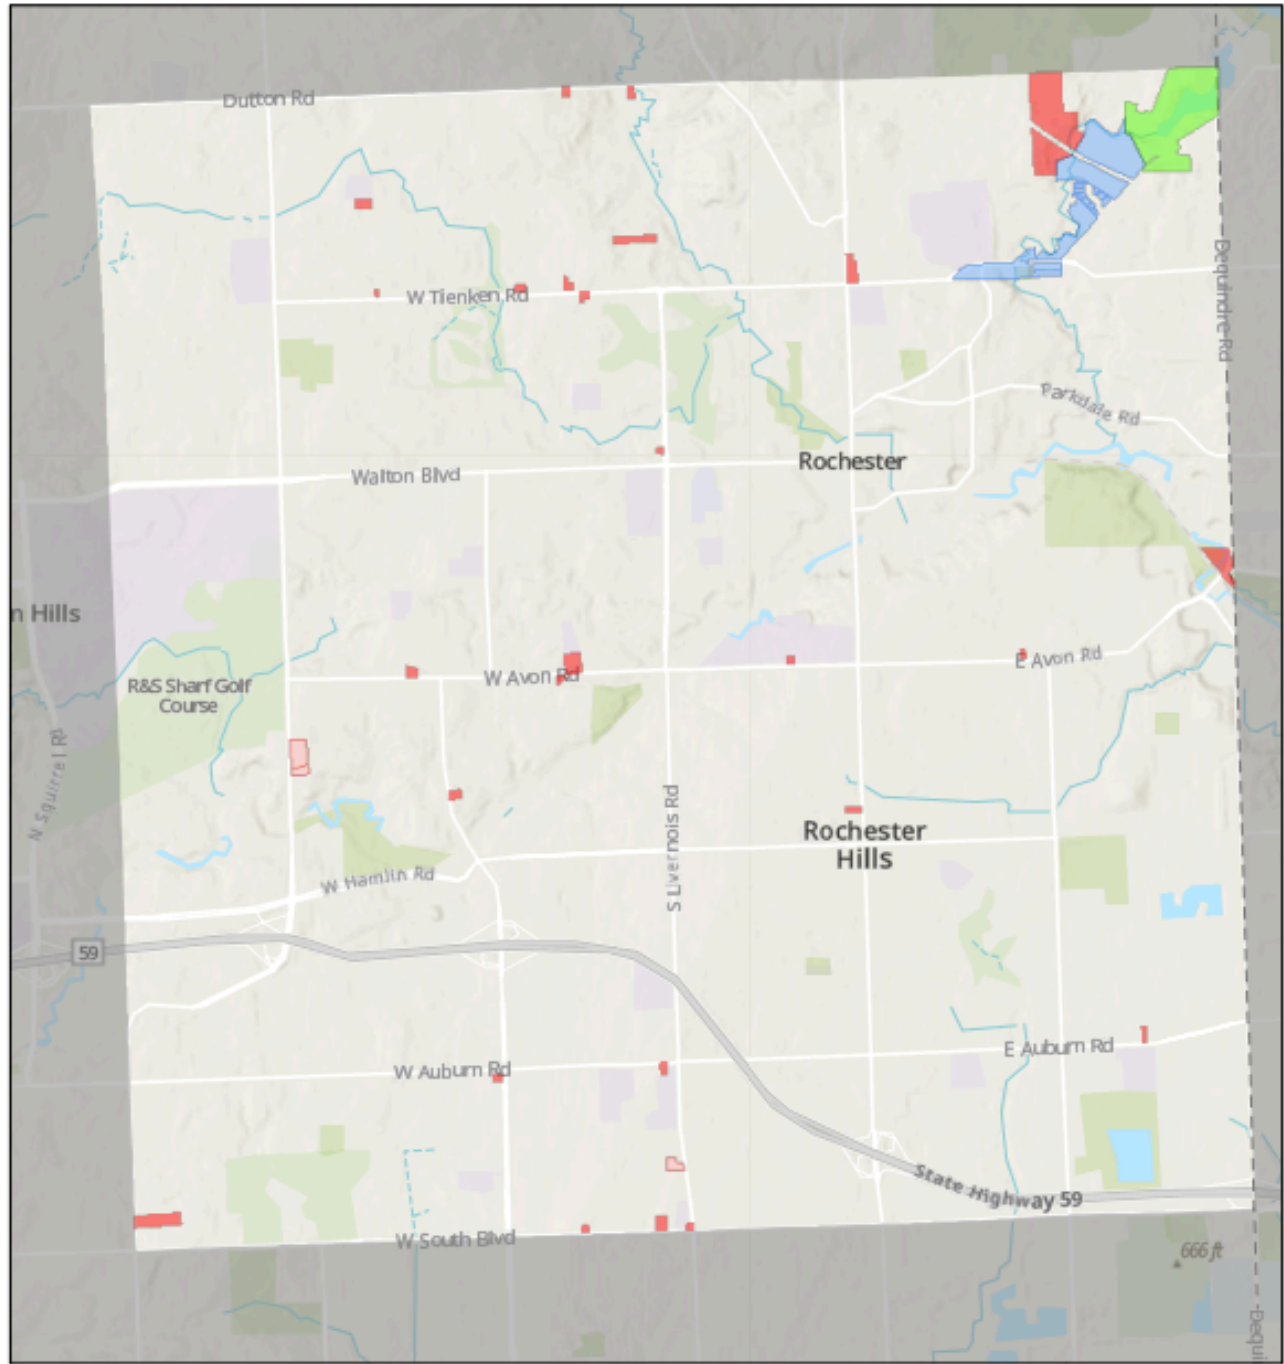 Dutton Rd
Dequindre Rd
W Tienken Rd
Parkdale Rd
Walton Blvd
Rochester
n Hills
R&S Sharf Golf
Course
W Avon Rd
E Avon Rd
N Squirrel Rd
S Livernois Rd
Rochester
Hills
W Hamlin Rd
59
W Auburn Rd
E Auburn Rd
State Highway 59
W South Blvd
666 ft
Dequi